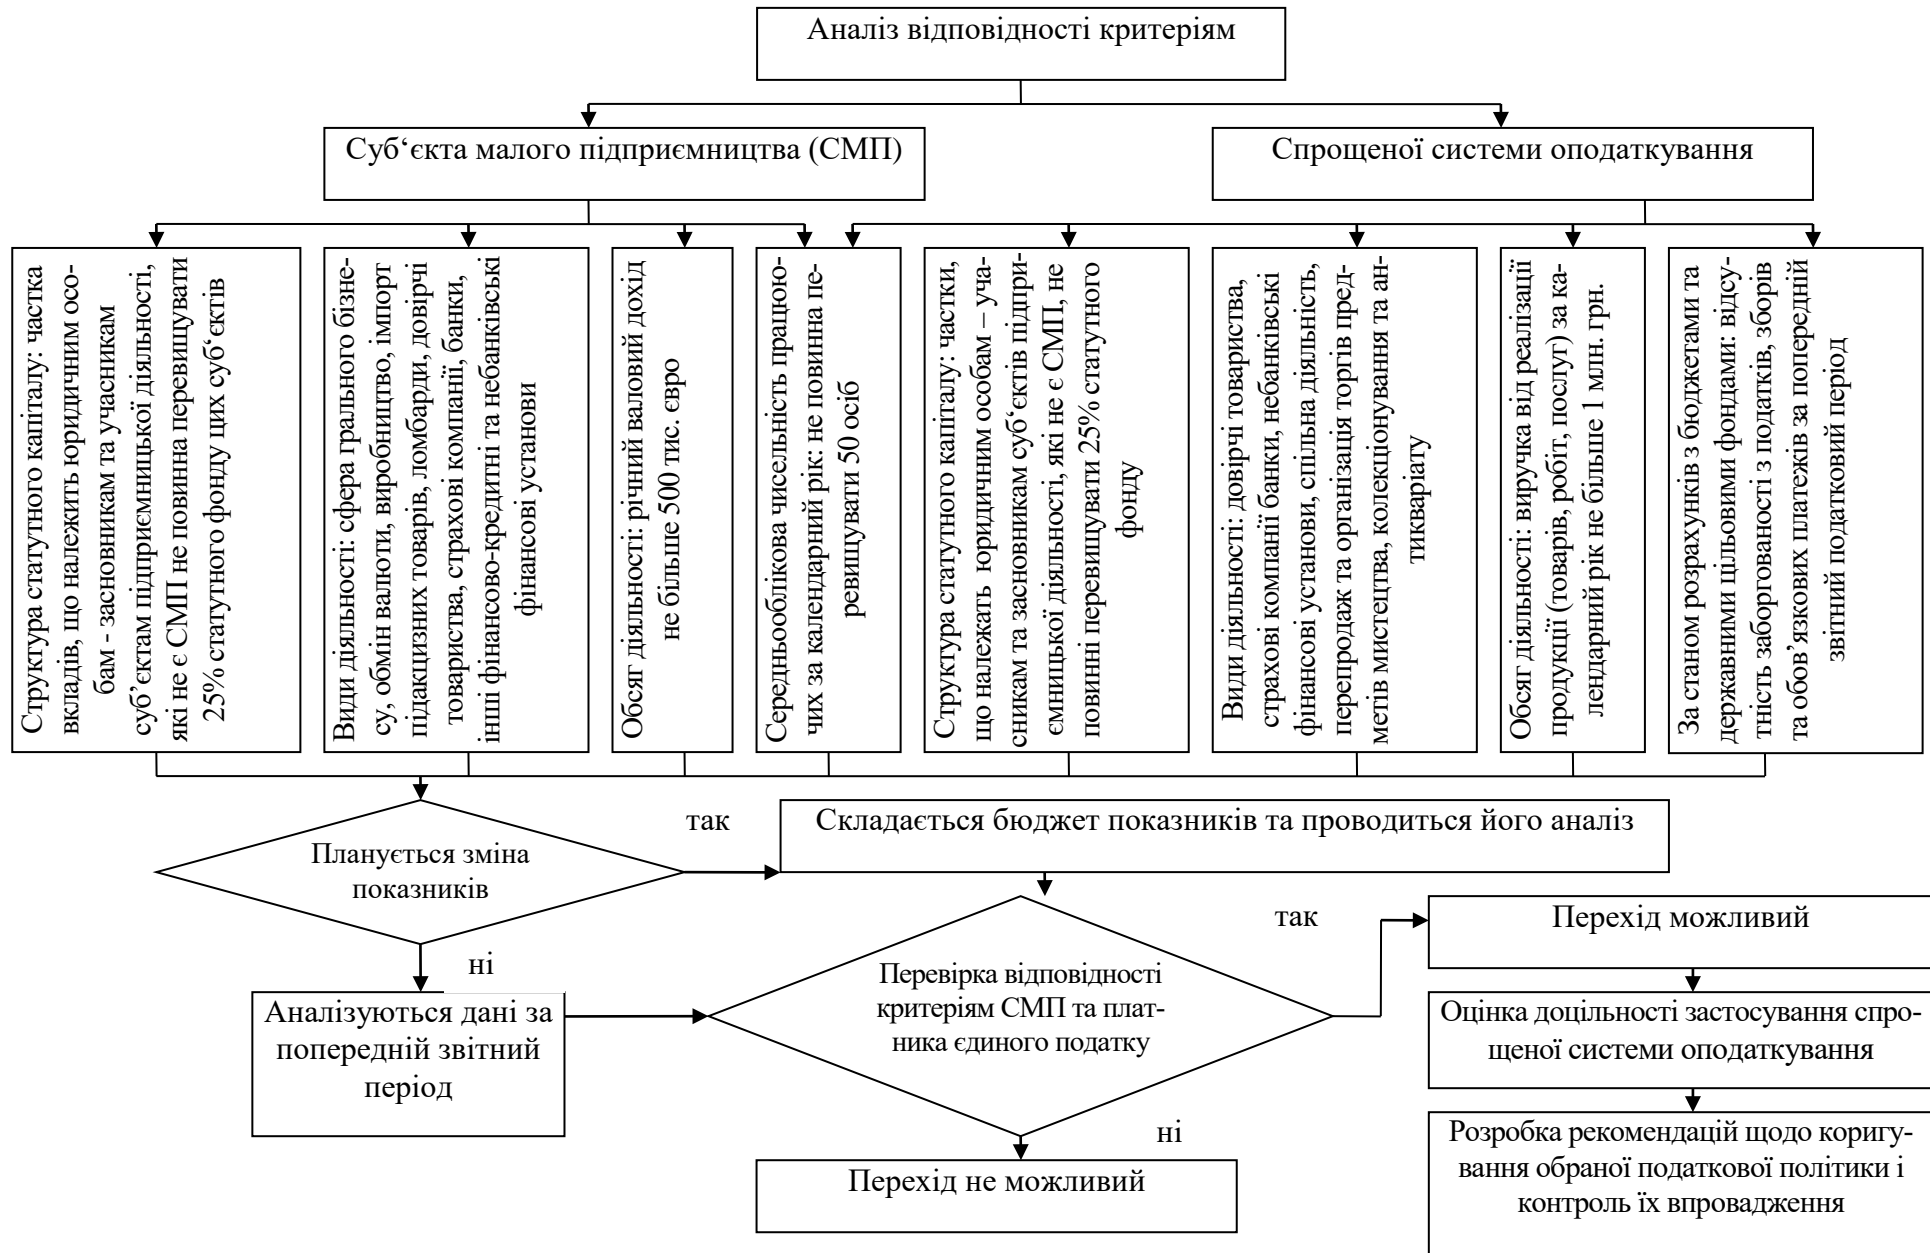 Аналіз відповідності критеріям
Суб‘єкта малого підприємництва (СМП)
Спрощеної системи оподаткування
Структура статутного капіталу: частка
вкладів, що належить юридичним осо-
бам - засновникам та учасникам
суб’єктам підприємницької діяльності,
які не є СМП не повинна перевищувати
25% статутного фонду цих суб‘єктів
Види діяльності: сфера грального бізне-
су, обмін валюти, виробництво, імпорт
підакцизних товарів, ломбарди, довірчі
товариства, страхові компанії, банки,
інші фінансово-кредитні та небанківські
фінансові установи
Обсяг діяльності: річний валовий дохід
не більше 500 тис. євро
Середньооблікова чисельність працюю-
чих за календарний рік: не повинна пе-
ревищувати 50 осіб
Структура статутного капіталу: частки,
що належать юридичним особам – уча-
сникам та засновникам суб‘єктів підпри-
ємницької діяльності, які не є СМП, не
повинні перевищувати 25% статутного
фонду
Види діяльності: довірчі товариства,
страхові компанії банки, небанківські
фінансові установи, спільна діяльність,
перепродаж та організація торгів пред-
метів мистецтва, колекціонування та ан-
тикваріату
Обсяг діяльності: виручка від реалізації
продукції (товарів, робіт, послуг) за ка-
лендарний рік не більше 1 млн. грн.
За станом розрахунків з бюджетами та
державними цільовими фондами: відсу-
тність заборгованості з податків, зборів
та обов’язкових платежів за попередній
звітний податковий період
Планується зміна
показників
так
Складається бюджет показників та проводиться його аналіз
ні
Аналізуються дані за
попередній звітний
період
Перевірка відповідності
критеріям СМП та плат-
ника єдиного податку
так
Перехід можливий
Оцінка доцільності застосування спро-
щеної системи оподаткування
Розробка рекомендацій щодо коригу-
вання обраної податкової політики і
контроль їх впровадження
ні
Перехід не можливий